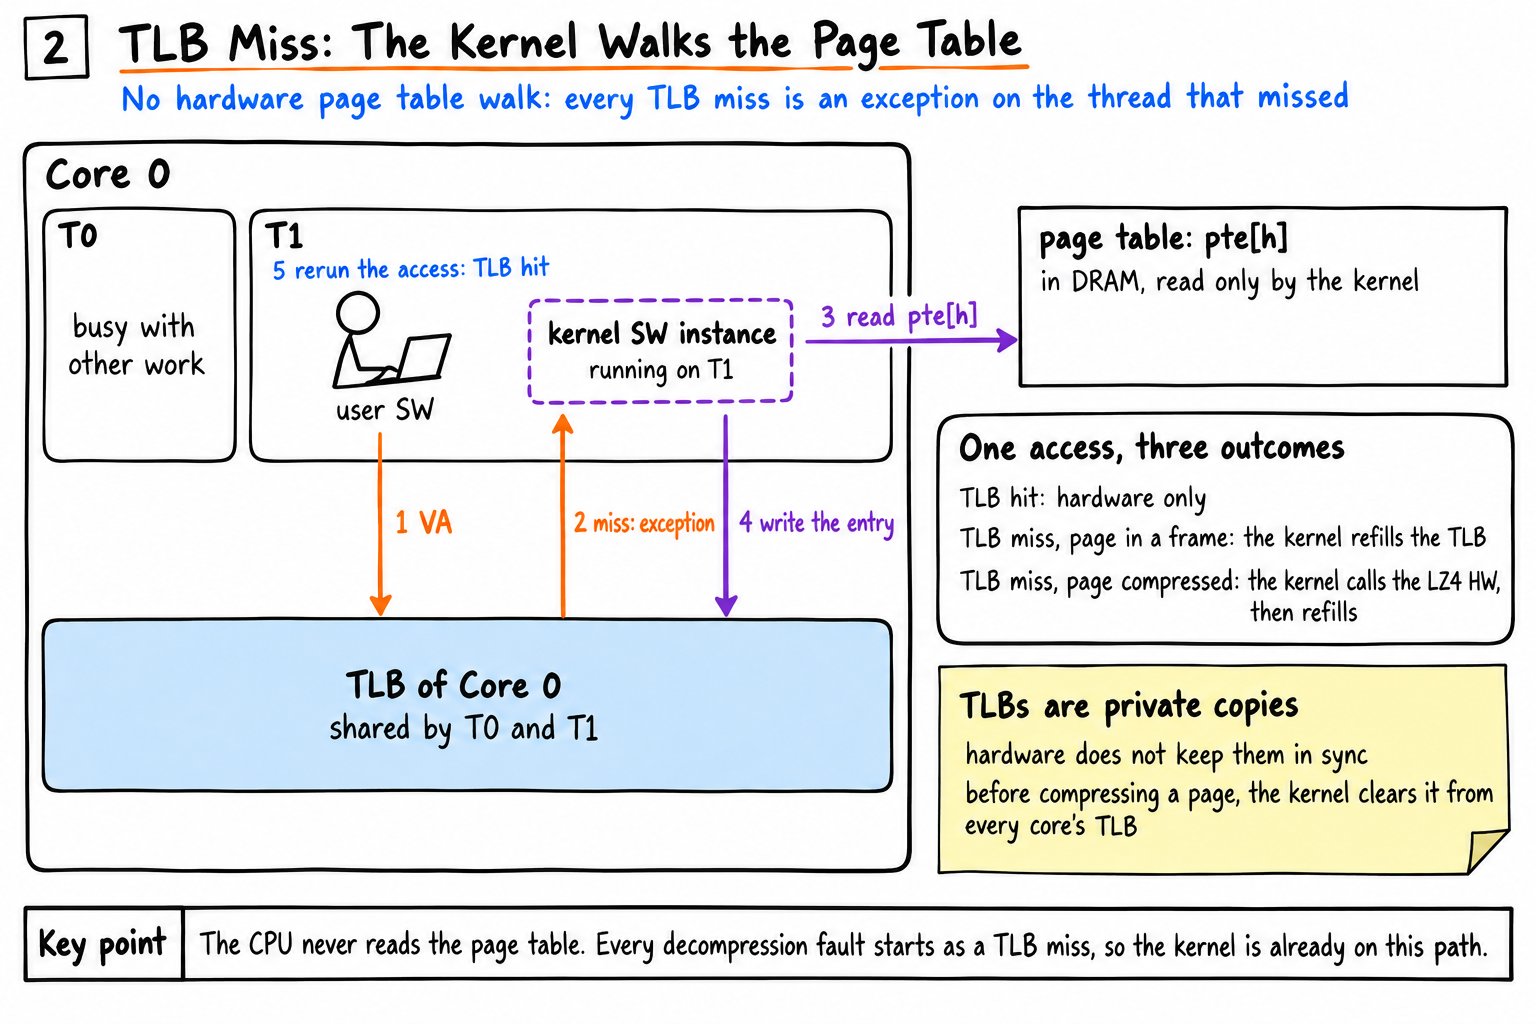 2
TLB Miss: The Kernel Walks the Page Table
No hardware page table walk: every TLB miss is an exception on the thread that missed
Core 0
T0
busy with
other work
T1
5 rerun the access: TLB hit
user SW
kernel SW instance
running on T1
3 read pte[h]
page table: pte[h]
in DRAM, read only by the kernel
1 VA
2 miss: exception
4 write the entry
TLB of Core 0
shared by T0 and T1
One access, three outcomes
TLB hit: hardware only
TLB miss, page in a frame: the kernel refills the TLB
TLB miss, page compressed: the kernel calls the LZ4 HW,
then refills
TLBs are private copies
hardware does not keep them in sync
before compressing a page, the kernel clears it from
every core's TLB
Key point
The CPU never reads the page table. Every decompression fault starts as a TLB miss, so the kernel is already on this path.